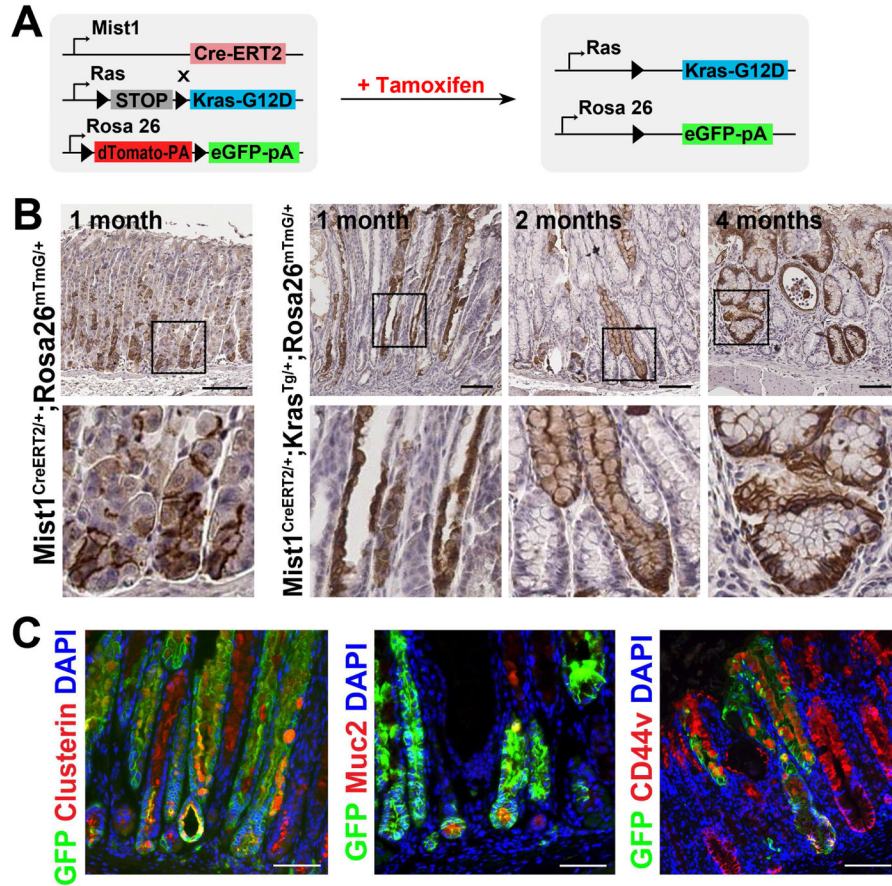 A
Mist1
Cre-ERT2
x
Ras
STOP
Kras-G12D
Rosa 26
dTomato-PA
eGFP-pA
+ Tamoxifen
Ras
Kras-G12D
Rosa 26
eGFP-pA
B
Mist1CreERT2/+;Rosa26mTmG/+
1 month
Mist1CreERT2/+;KrasTg/+;Rosa26mTmG/+
1 month
2 months
4 months
C
GFP Clusterin DAPI
GFP Muc2 DAPI
GFP CD44v DAPI